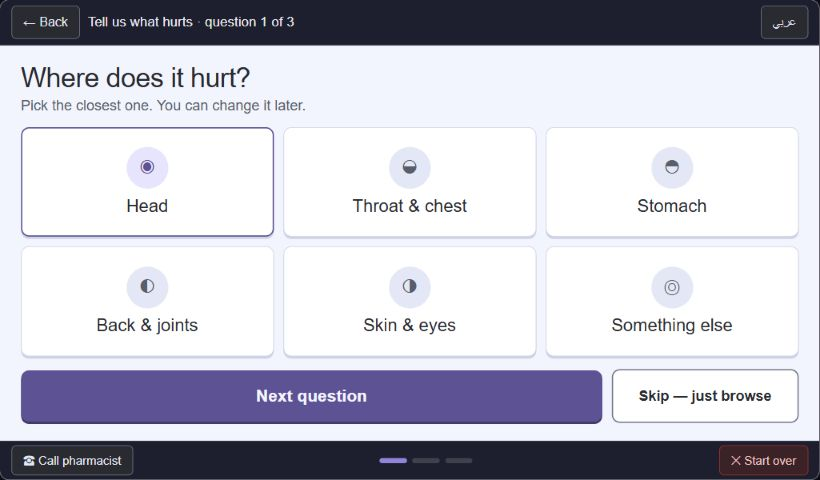 ← Back
Tell us what hurts · question 1 of 3
عربي
Where does it hurt?
Pick the closest one. You can change it later.
Head
Throat & chest
Stomach
Back & joints
Skin & eyes
Something else
Next question
Skip — just browse
☎ Call pharmacist
✕ Start over